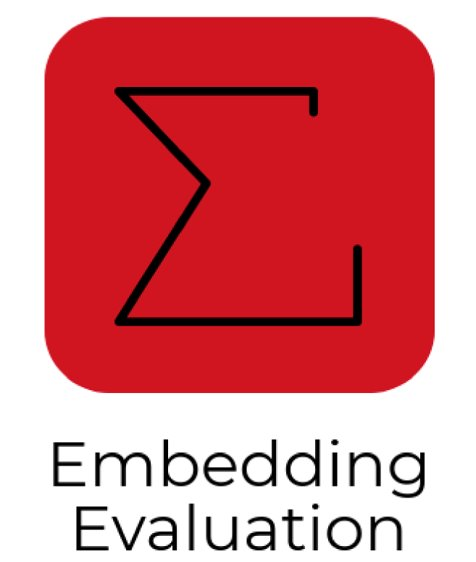 Σ
Embedding
Evaluation